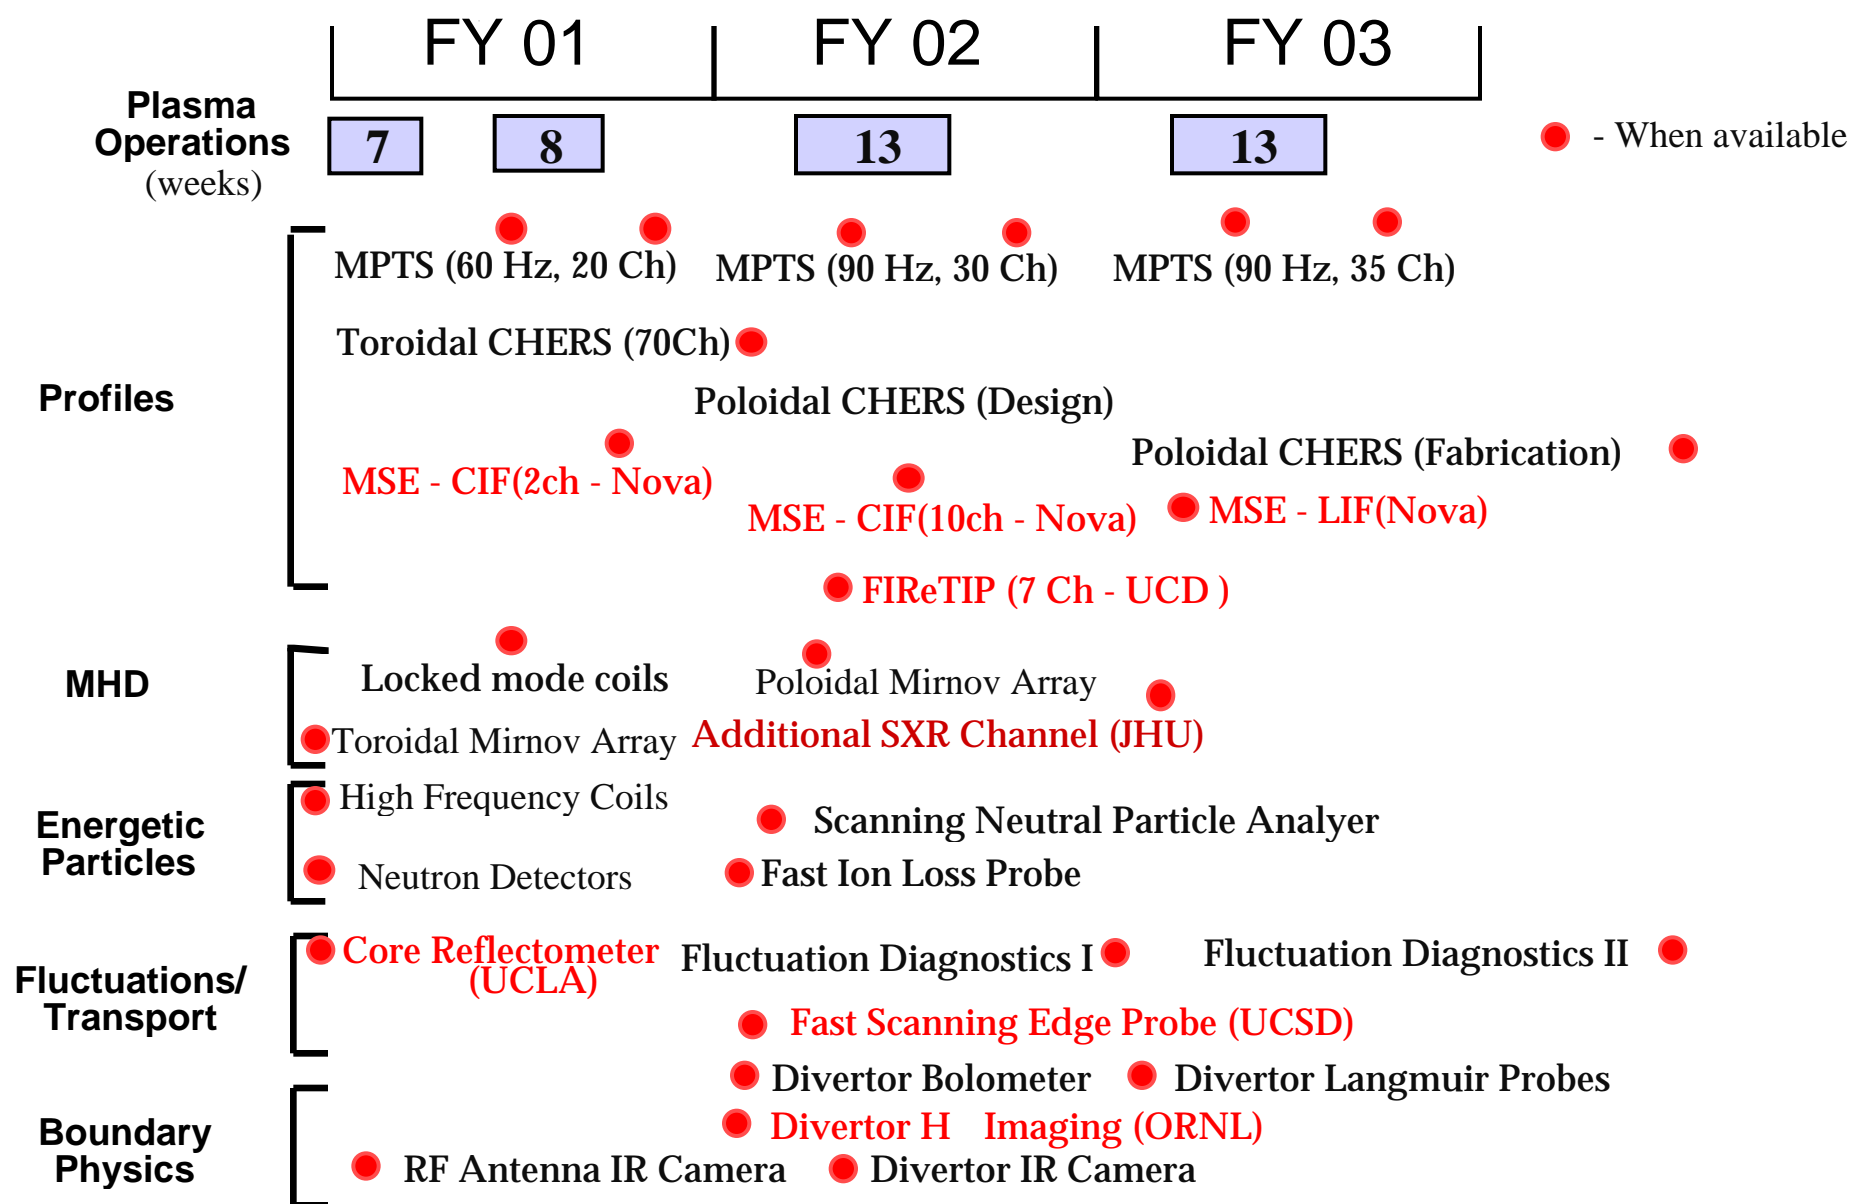 FY 01
FY 02
FY 03
Plasma
Operations
(weeks)
7
8
13
13
- When available
Profiles
MPTS (60 Hz, 20 Ch)
MPTS (90 Hz, 30 Ch)
MPTS (90 Hz, 35 Ch)
Toroidal CHERS (70Ch)
Poloidal CHERS (Design)
Poloidal CHERS (Fabrication)
MSE - CIF(2ch - Nova)
MSE - CIF(10ch - Nova)
MSE - LIF(Nova)
FIReTIP (7 Ch - UCD )
MHD
Locked mode coils
Poloidal Mirnov Array
Toroidal Mirnov Array
Additional SXR Channel (JHU)
Energetic
Particles
High Frequency Coils
Scanning Neutral Particle Analyer
Neutron Detectors
Fast Ion Loss Probe
Fluctuations/
Transport
Core Reflectometer
(UCLA)
Fluctuation Diagnostics I
Fluctuation Diagnostics II
Fast Scanning Edge Probe (UCSD)
Boundary
Physics
Divertor Bolometer
Divertor Langmuir Probes
Divertor H Imaging (ORNL)
RF Antenna IR Camera
Divertor IR Camera